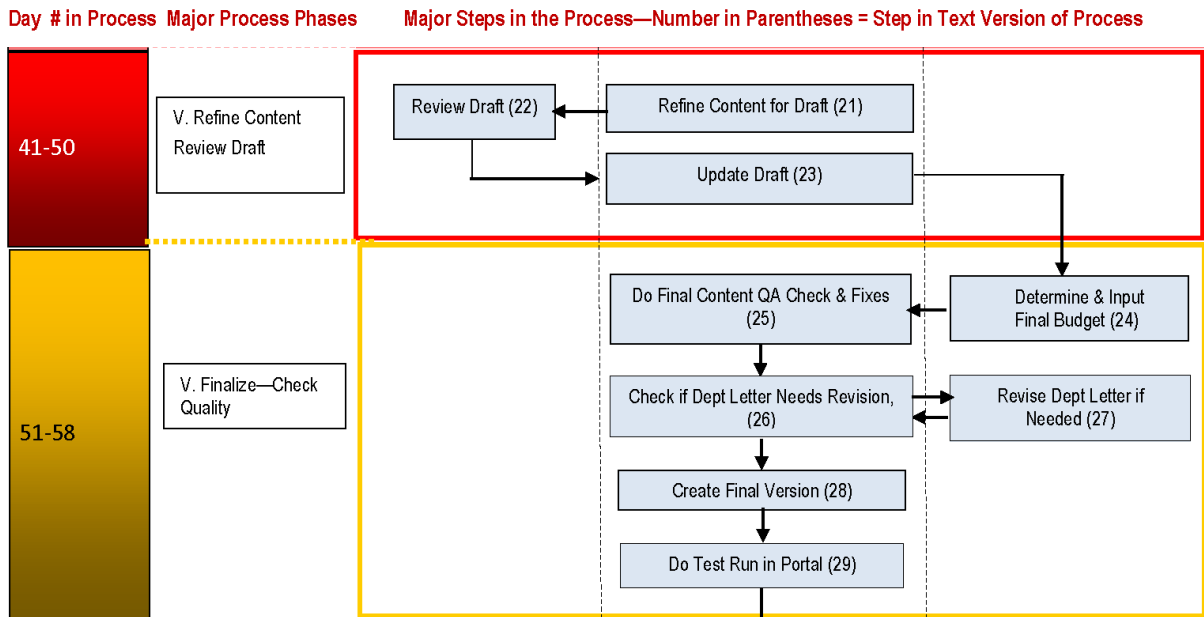 Day # in Process Major Process Phases Major Steps in the Process—Number in Parentheses = Step in Text Version of Process
41-50
V. Refine Content
Review Draft
Review Draft (22)
Refine Content for Draft (21)
Update Draft (23)
51-58
V. Finalize—Check
Quality
Do Final Content QA Check & Fixes
(25)
Determine & Input
Final Budget (24)
Check if Dept Letter Needs Revision,
(26)
Revise Dept Letter if
Needed (27)
Create Final Version (28)
Do Test Run in Portal (29)